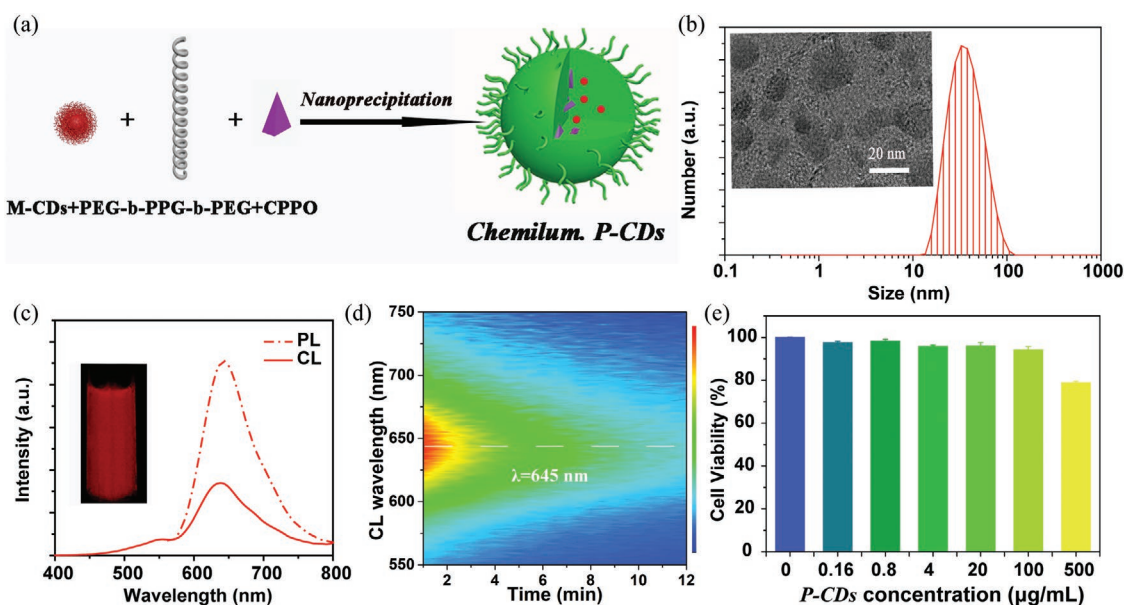 (a)
+
+
Nanoprecipitation
M-CDs+PEG-b-PPG-b-PEG+CPPO
Chemilum. P-CDs
(b)
Number (a.u.)
20 nm
0.1 1 10 100 1000
Size (nm)
(c)
Intensity (a.u.)
PL
CL
400 500 600 700 800
Wavelength (nm)
(d)
CL wavelength (nm)
750
700
650
600
550
λ=645 nm
2 4 6 8 10 12
Time (min)
(e)
Cell Viability (%)
100
80
60
40
20
0
0 0.16 0.8 4 20 100 500
P-CDs concentration (µg/mL)